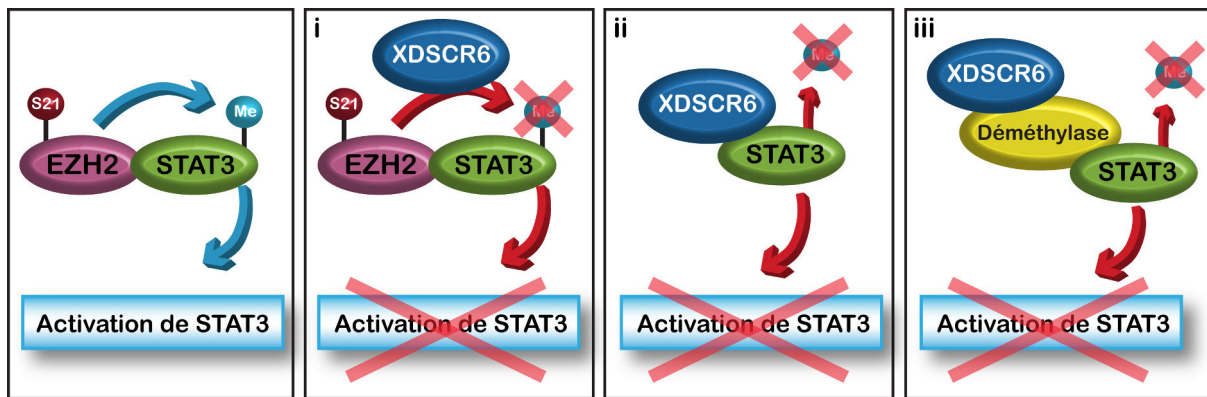 S21
Me
EZH2
STAT3
Activation de STAT3
i
XDSCR6
S21
Me
EZH2
STAT3
Activation de STAT3
ii
Me
XDSCR6
STAT3
Activation de STAT3
iii
XDSCR6
Me
Déméthylase
STAT3
Activation de STAT3